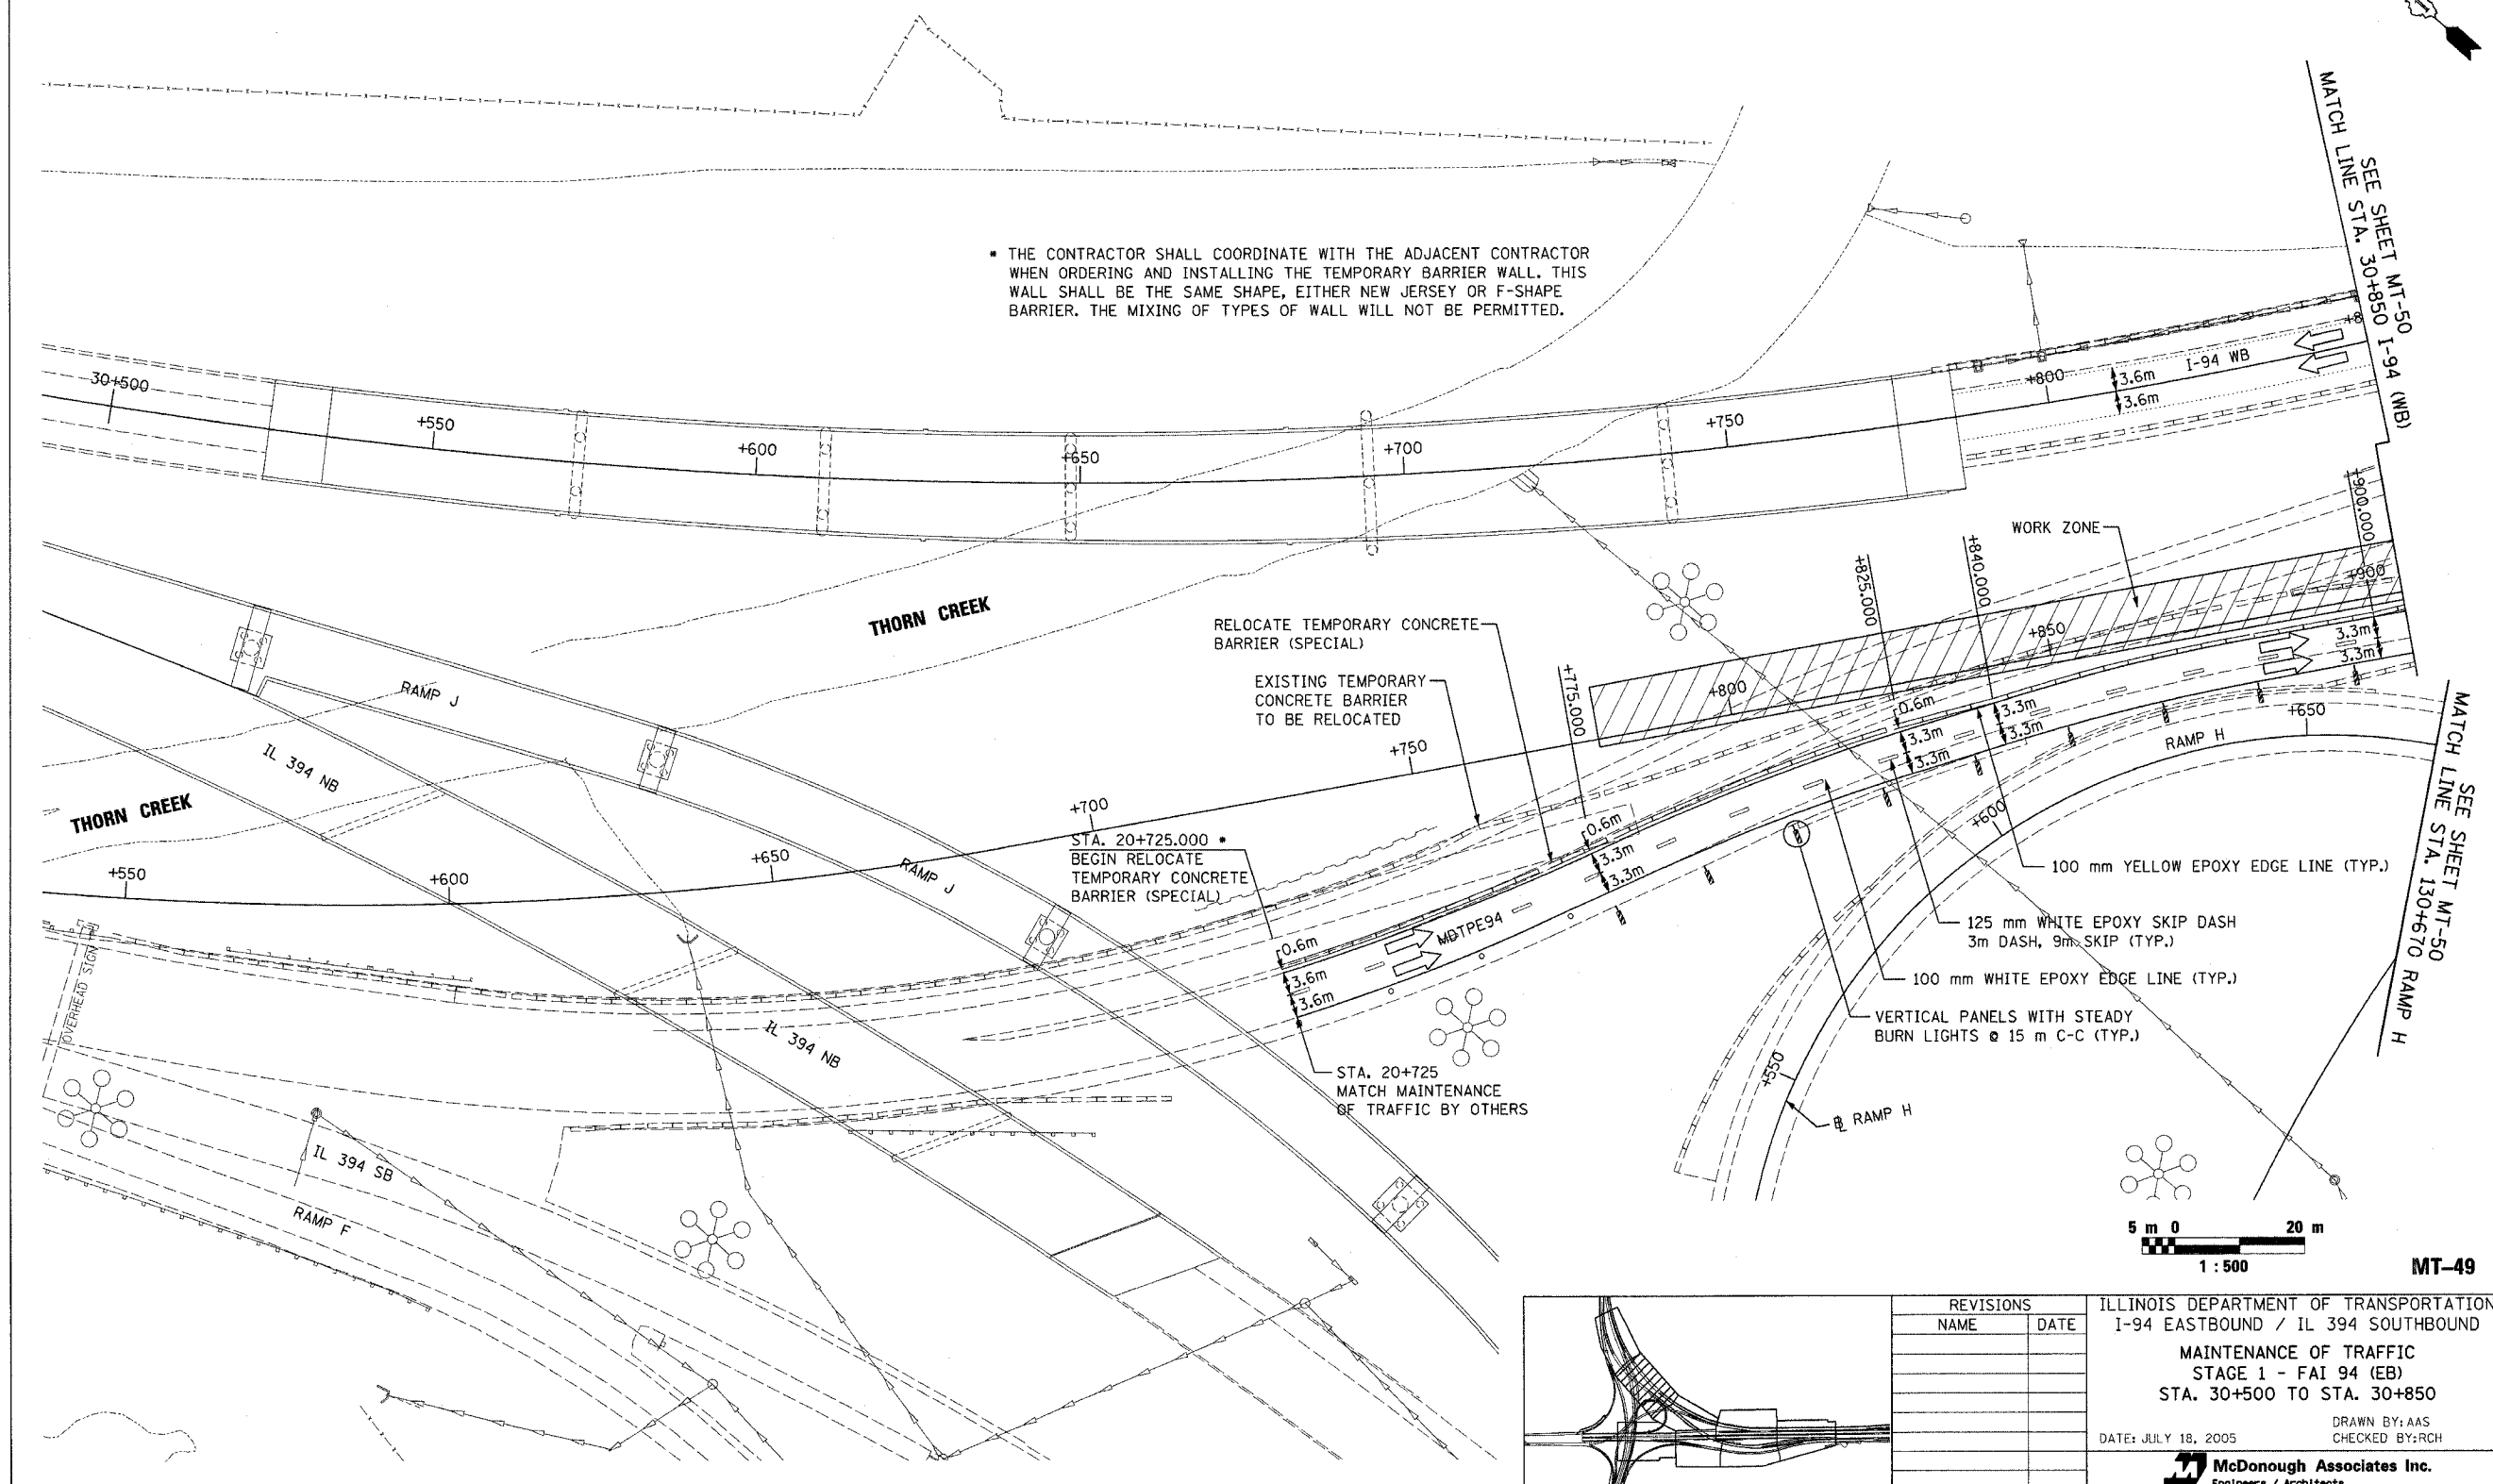 MATCH LINE STA. 30+850 I-94 (WB)
SEE SHEET MT-50
* THE CONTRACTOR SHALL COORDINATE WITH THE ADJACENT CONTRACTOR
WHEN ORDERING AND INSTALLING THE TEMPORARY BARRIER WALL. THIS
WALL SHALL BE THE SAME SHAPE, EITHER NEW JERSEY OR F-SHAPE
BARRIER. THE MIXING OF TYPES OF WALL WILL NOT BE PERMITTED.
30+500
+550
+600
+650
+700
+750
+800
+8
3.6m
3.6m
I-94 WB
+900.000
WORK ZONE
+840.000
+825.000
+900
+850
+800
THORN CREEK
RELOCATE TEMPORARY CONCRETE
BARRIER (SPECIAL)
EXISTING TEMPORARY
CONCRETE BARRIER
TO BE RELOCATED
+775.000
+750
3.3m
3.3m
0.6m
3.3m
3.3m
3.3m
3.3m
RAMP H
+650
MATCH LINE STA. 130+670 RAMP H
SEE SHEET MT-50
RAMP J
IL 394 NB
THORN CREEK
+700
STA. 20+725.000 *
BEGIN RELOCATE
TEMPORARY CONCRETE
BARRIER (SPECIAL)
0.6m
3.3m
3.3m
+600
+550
+600
+650
RAMP J
100 mm YELLOW EPOXY EDGE LINE (TYP.)
125 mm WHITE EPOXY SKIP DASH
3m DASH, 9m SKIP (TYP.)
100 mm WHITE EPOXY EDGE LINE (TYP.)
VERTICAL PANELS WITH STEADY
BURN LIGHTS @ 15 m C-C (TYP.)
OVERHEAD SIGN
0.6m
3.6m
3.6m
MDTPE94
IL 394 NB
STA. 20+725
MATCH MAINTENANCE
OF TRAFFIC BY OTHERS
+550
℄ RAMP H
IL 394 SB
RAMP F
5 m 0 20 m
1 : 500
MT-49
REVISIONS
NAME DATE
ILLINOIS DEPARTMENT OF TRANSPORTATION
I-94 EASTBOUND / IL 394 SOUTHBOUND
MAINTENANCE OF TRAFFIC
STAGE 1 - FAI 94 (EB)
STA. 30+500 TO STA. 30+850
DRAWN BY: AAS
DATE: JULY 18, 2005 CHECKED BY:RCH
McDonough Associates Inc.
Engineers / Architects